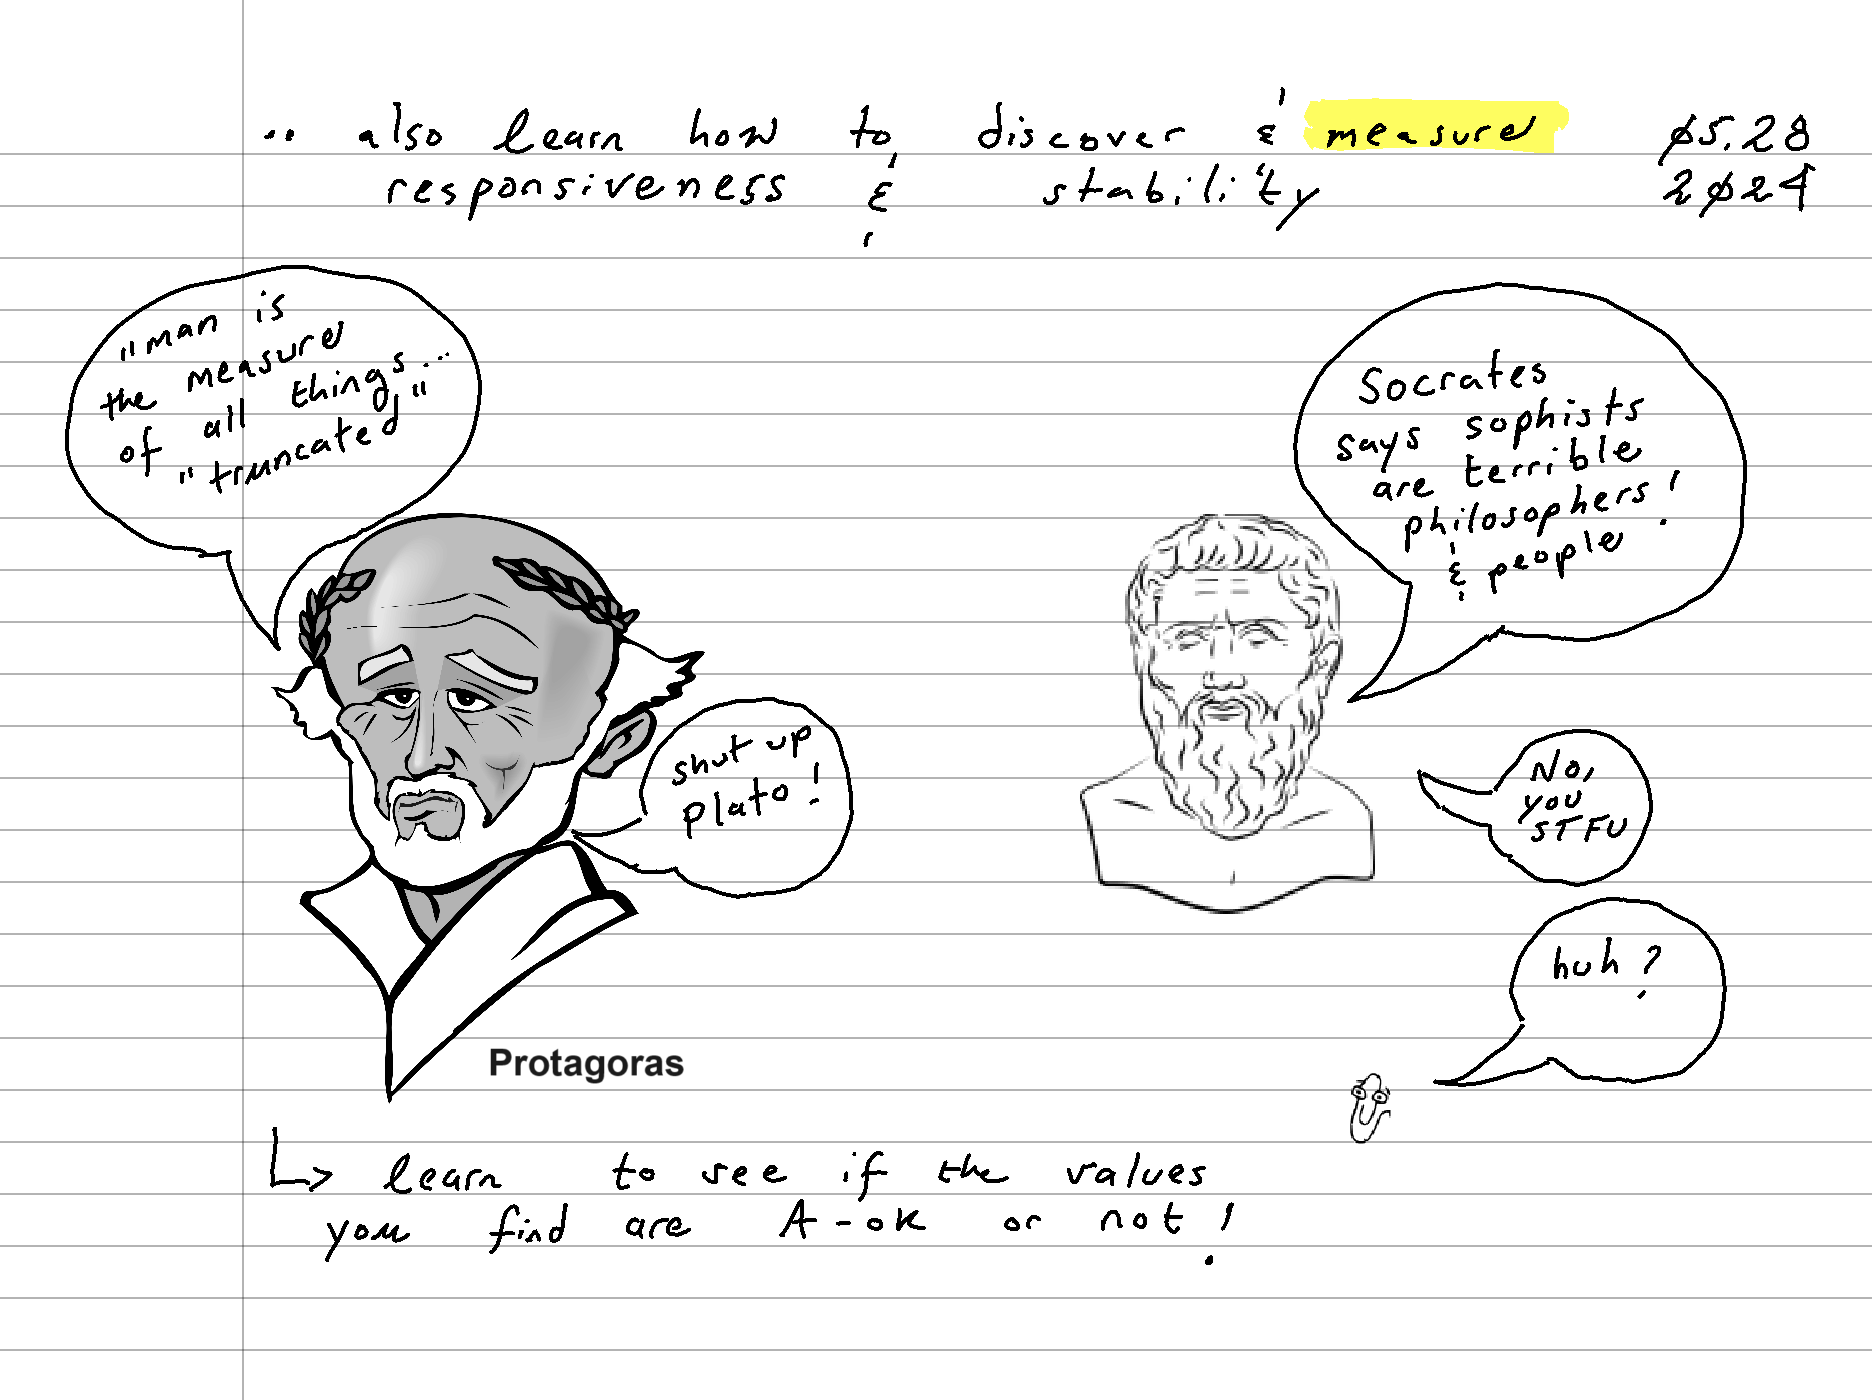 .. also learn how to discover & measure ø5.28
responsiveness & stability 2ø24
"man is
the measure
of all things...
"truncated"
Socrates
says sophists
are terrible
philosophers!
& people
shut up
plato!
No,
you
STFU
huh?
Protagoras
↳ learn to see if the values
you find are A-ok or not!